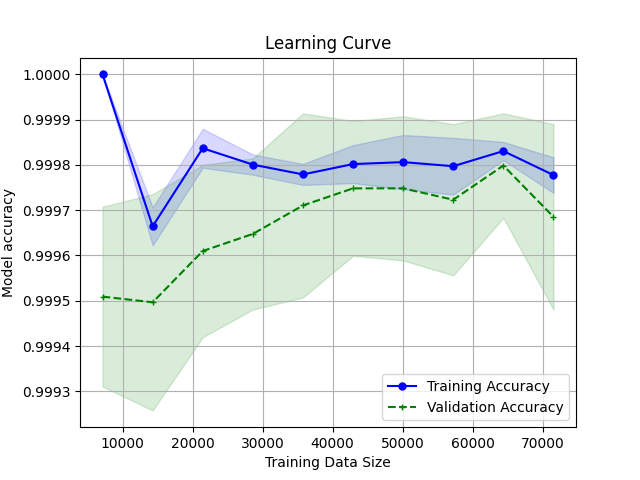 Learning Curve
Model accuracy
1.0000
0.9999
0.9998
0.9997
0.9996
0.9995
0.9994
0.9993
Training Accuracy
Validation Accuracy
10000 20000 30000 40000 50000 60000 70000
Training Data Size